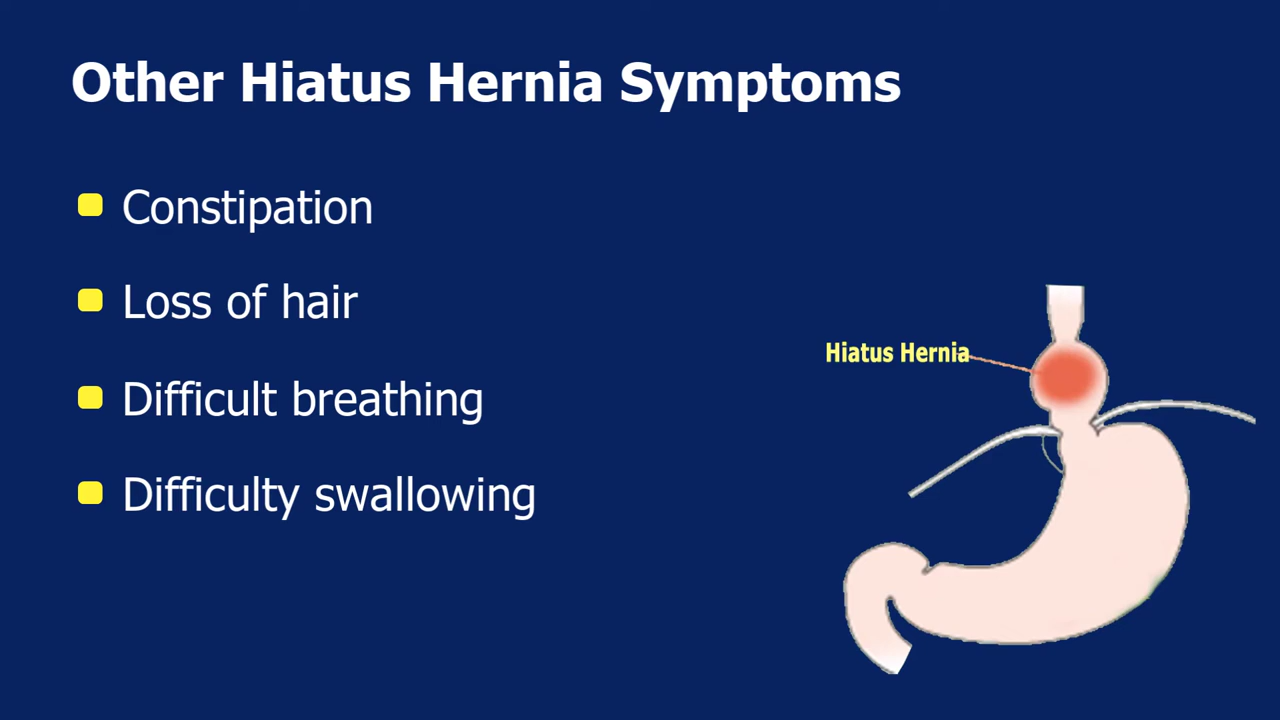 Other Hiatus Hernia Symptoms
Constipation
Loss of hair
Difficult breathing
Difficulty swallowing
Hiatus Hernia